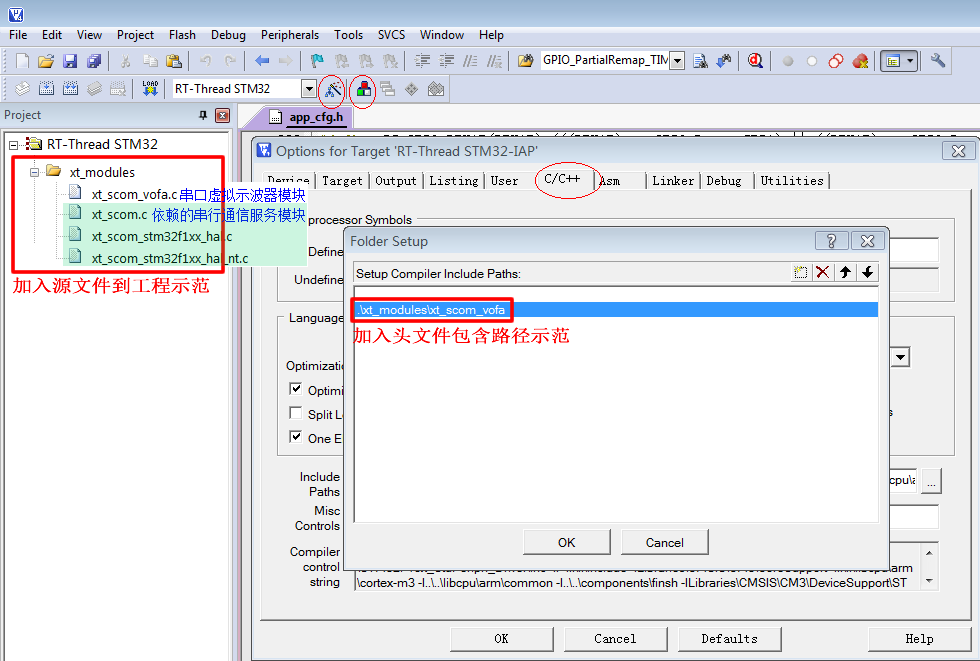 File Edit View Project Flash Debug Peripherals Tools SVCS Window Help
GPIO_PartialRemap_TIM
LOAD
RT-Thread STM32
Project
app_cfg.h
RT-Thread STM32
xt_modules
xt_scom_vofa.c 串口虚拟示波器模块
xt_scom.c 依赖的串行通信服务模块
xt_scom_stm32f1xx_hal.c
xt_scom_stm32f1xx_hal_nt.c
加入源文件到工程示范
Options for Target 'RT-Thread STM32-IAP'
Device Target Output Listing User C/C++ Asm Linker Debug Utilities
processor Symbols
Define
Undefine
Language
Optimizatio
Optimi
Split L
One E
Include
Paths
Misc
Controls
Compiler
control
string
Folder Setup
Setup Compiler Include Paths:
.\xt_modules\xt_scom_vofa
加入头文件包含路径示范
OK Cancel
cpu\a
...
\cortex-m3 -I..\..\libcpu\arm\common -I..\..\components\finsh -ILibraries\CMSIS\CM3\DeviceSupport\ST
OK Cancel Defaults Help